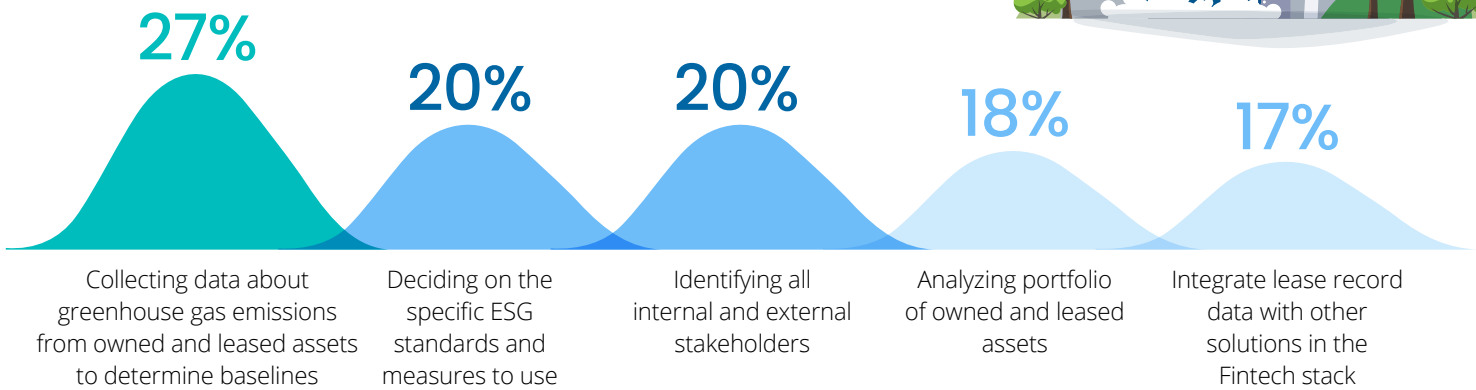 27%
20%
20%
18%
17%
Collecting data about
greenhouse gas emissions
from owned and leased assets
to determine baselines
Deciding on the
specific ESG
standards and
measures to use
Identifying all
internal and external
stakeholders
Analyzing portfolio
of owned and leased
assets
Integrate lease record
data with other
solutions in the
Fintech stack